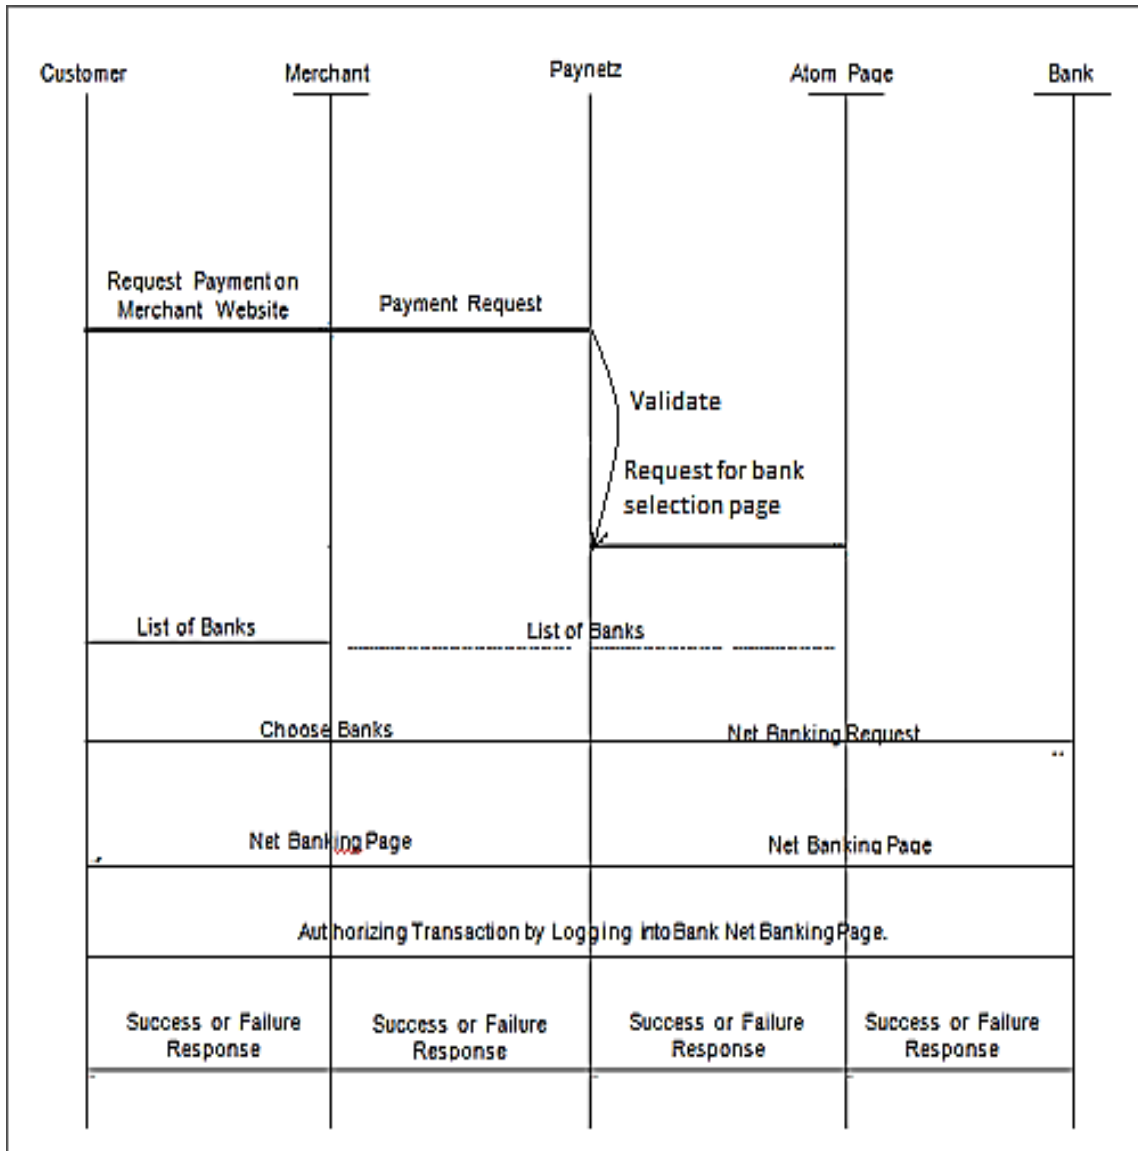 Customer
Merchant
Paynetz
Atom Page
Bank
Request Payment on
Merchant Website
Payment Request
Validate
Request for bank
selection page
List of Banks
List of Banks
Choose Banks
Net Banking Request
Net Banking Page
Net Banking Page
Authorizing Transaction by Logging into Bank Net Banking Page.
Success or Failure
Response
Success or Failure
Response
Success or Failure
Response
Success or Failure
Response